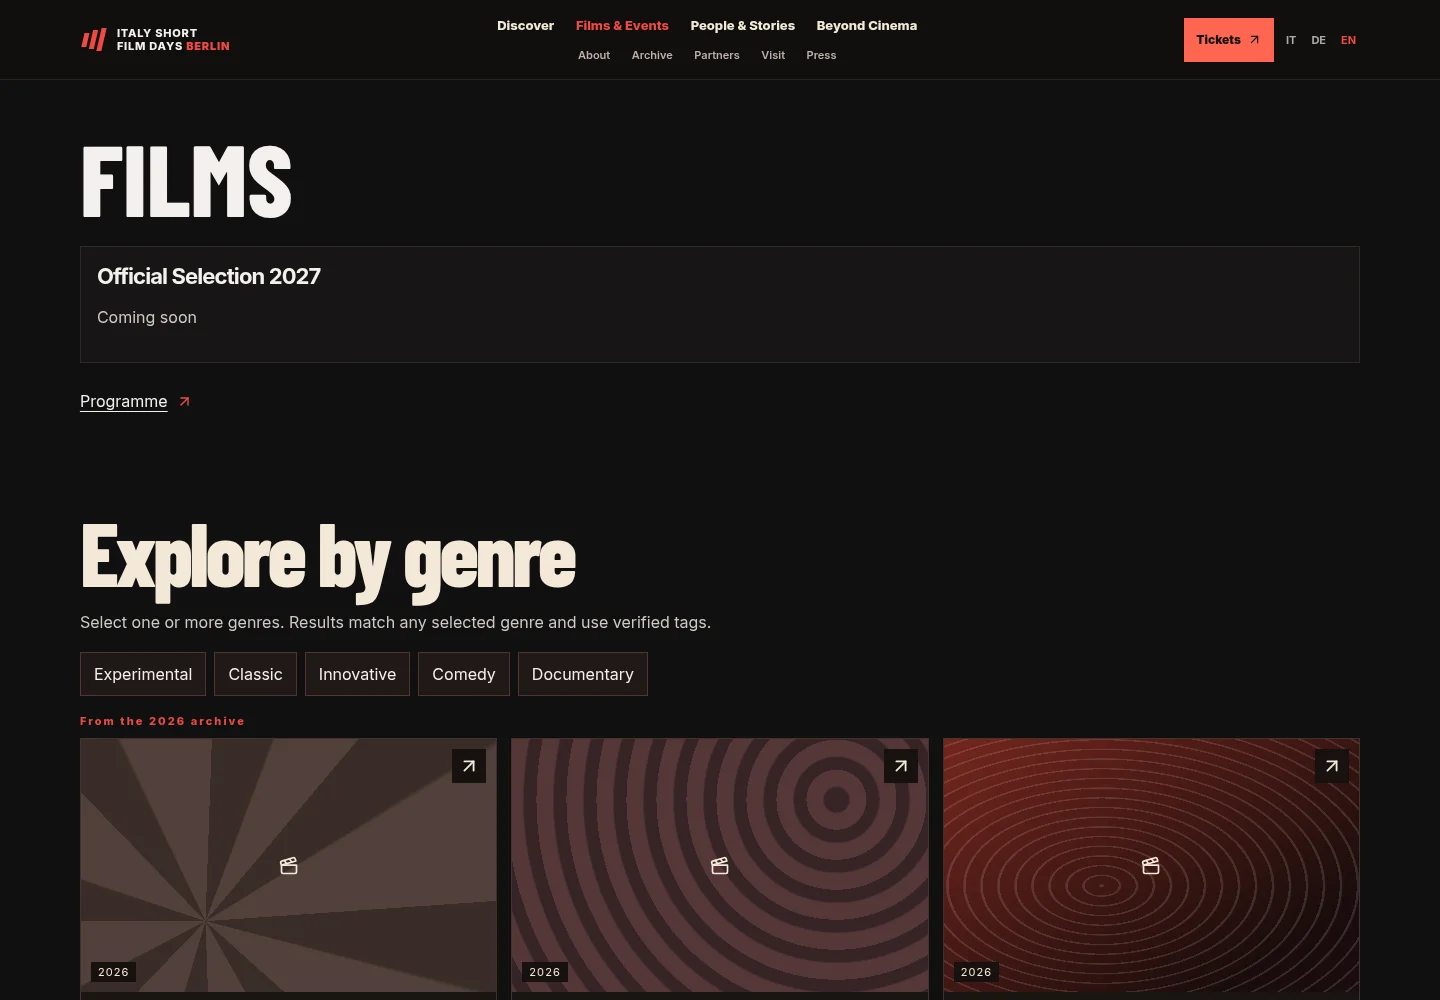 ITALY SHORT
FILM DAYS BERLIN
Discover
Films & Events
People & Stories
Beyond Cinema
About
Archive
Partners
Visit
Press
Tickets
IT
DE
EN
FILMS
Official Selection 2027
Coming soon
Programme
Explore by genre
Select one or more genres. Results match any selected genre and use verified tags.
Experimental
Classic
Innovative
Comedy
Documentary
From the 2026 archive
2026
2026
2026